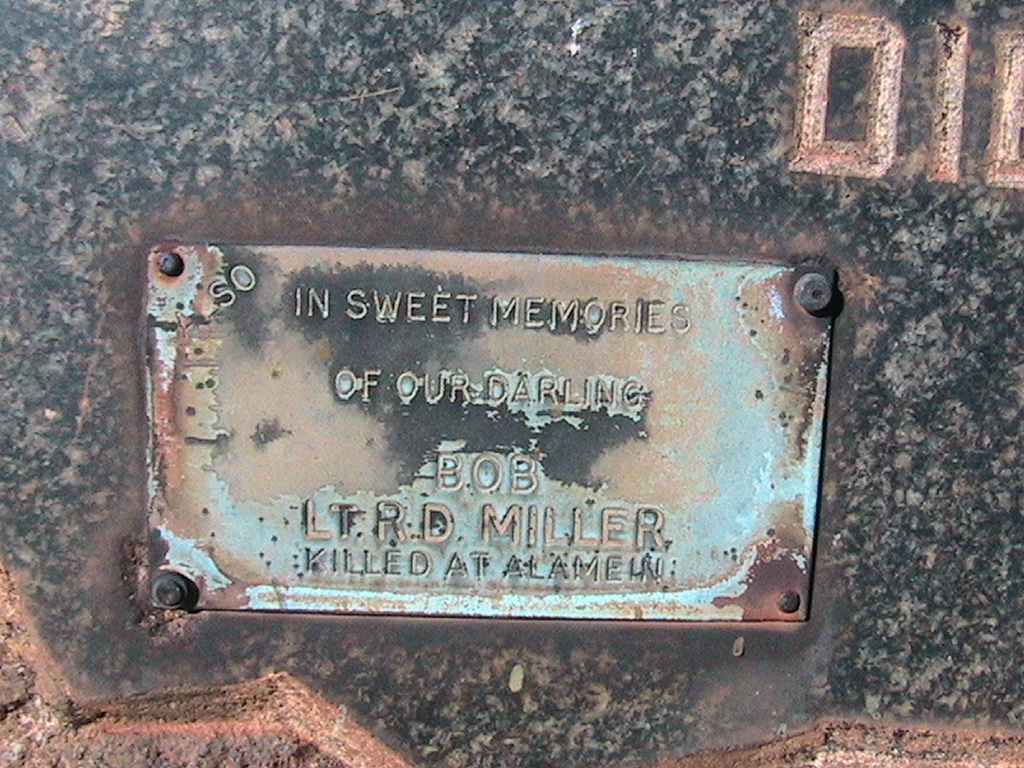 SO
IN SWEET MEMORIES
OF OUR DARLING
BOB
LT. R.D. MILLER
KILLED AT ALAMEIN.